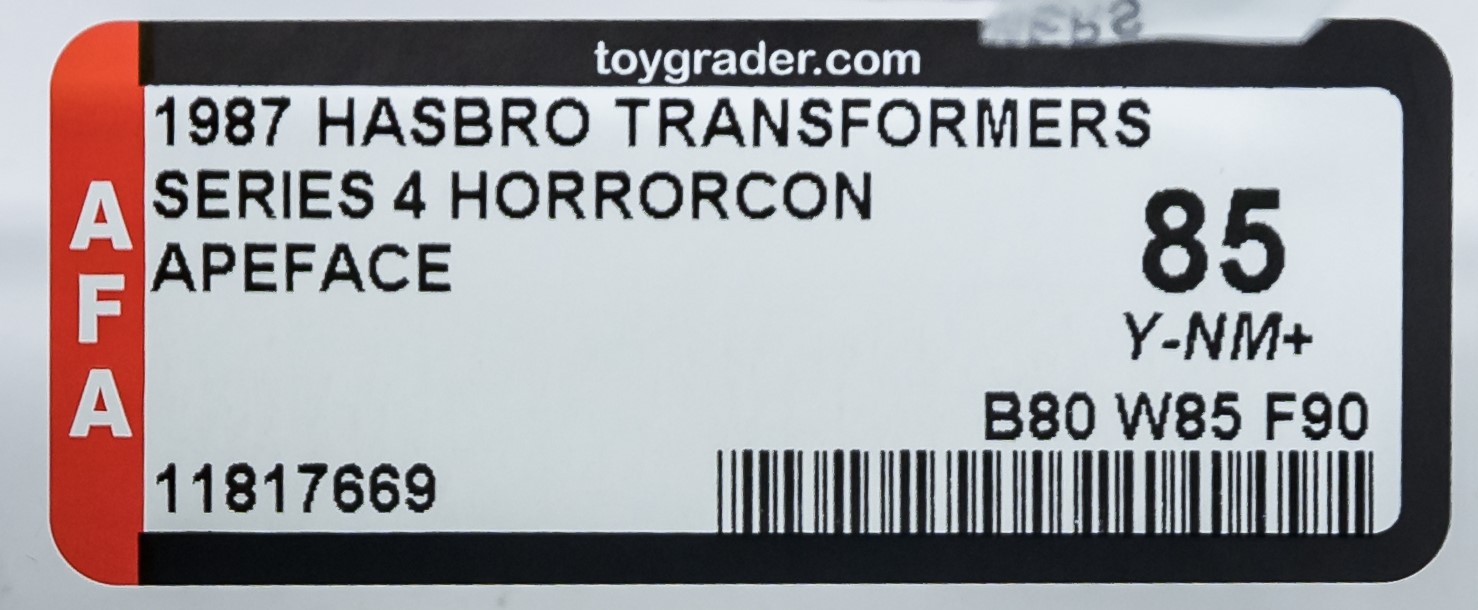 toygrader.com
1987 HASBRO TRANSFORMERS
SERIES 4 HORRORCON
APEFACE
85
Y-NM+
B80 W85 F90
11817669
AFA